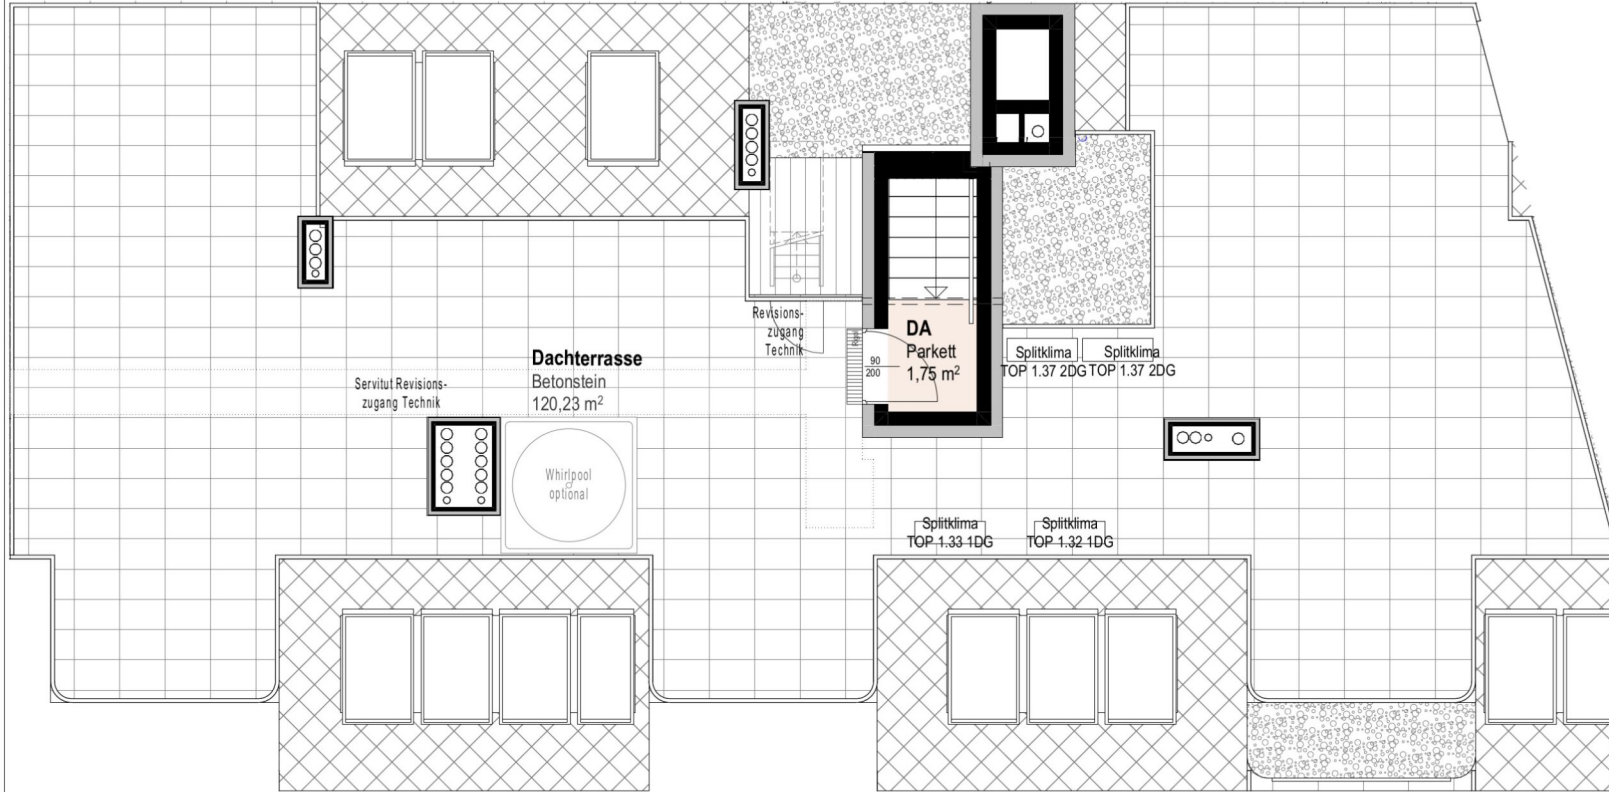 Revisions-
zugang
Technik
DA
Parkett
1,75 m²
90
200
Splitklima
TOP 1.37 2DG
Splitklima
TOP 1.37 2DG
Dachterrasse
Betonstein
120,23 m²
Servitut Revisions-
zugang Technik
Whirlpool
optional
Splitklima
TOP 1.33 1DG
Splitklima
TOP 1.32 1DG